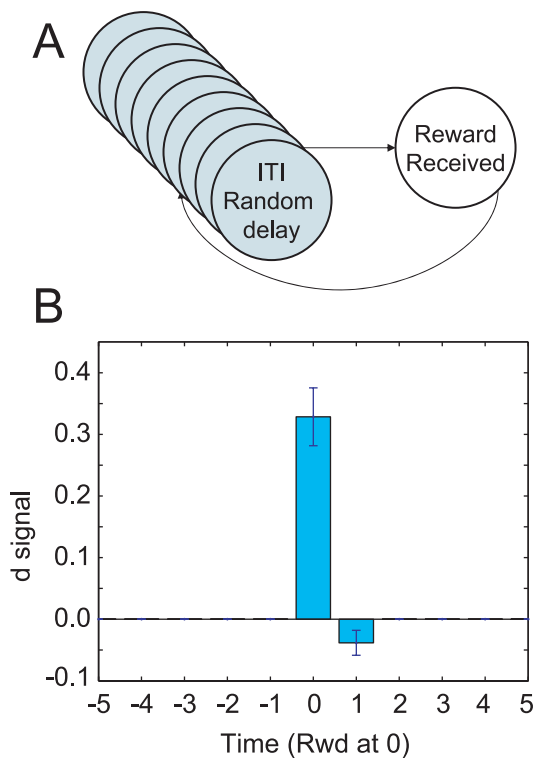 A
ITI
Random
delay
Reward
Received
B
0.4
0.3
0.2
0.1
0.0
-0.1
d signal
-5 -4 -3 -2 -1 0 1 2 3 4 5
Time (Rwd at 0)